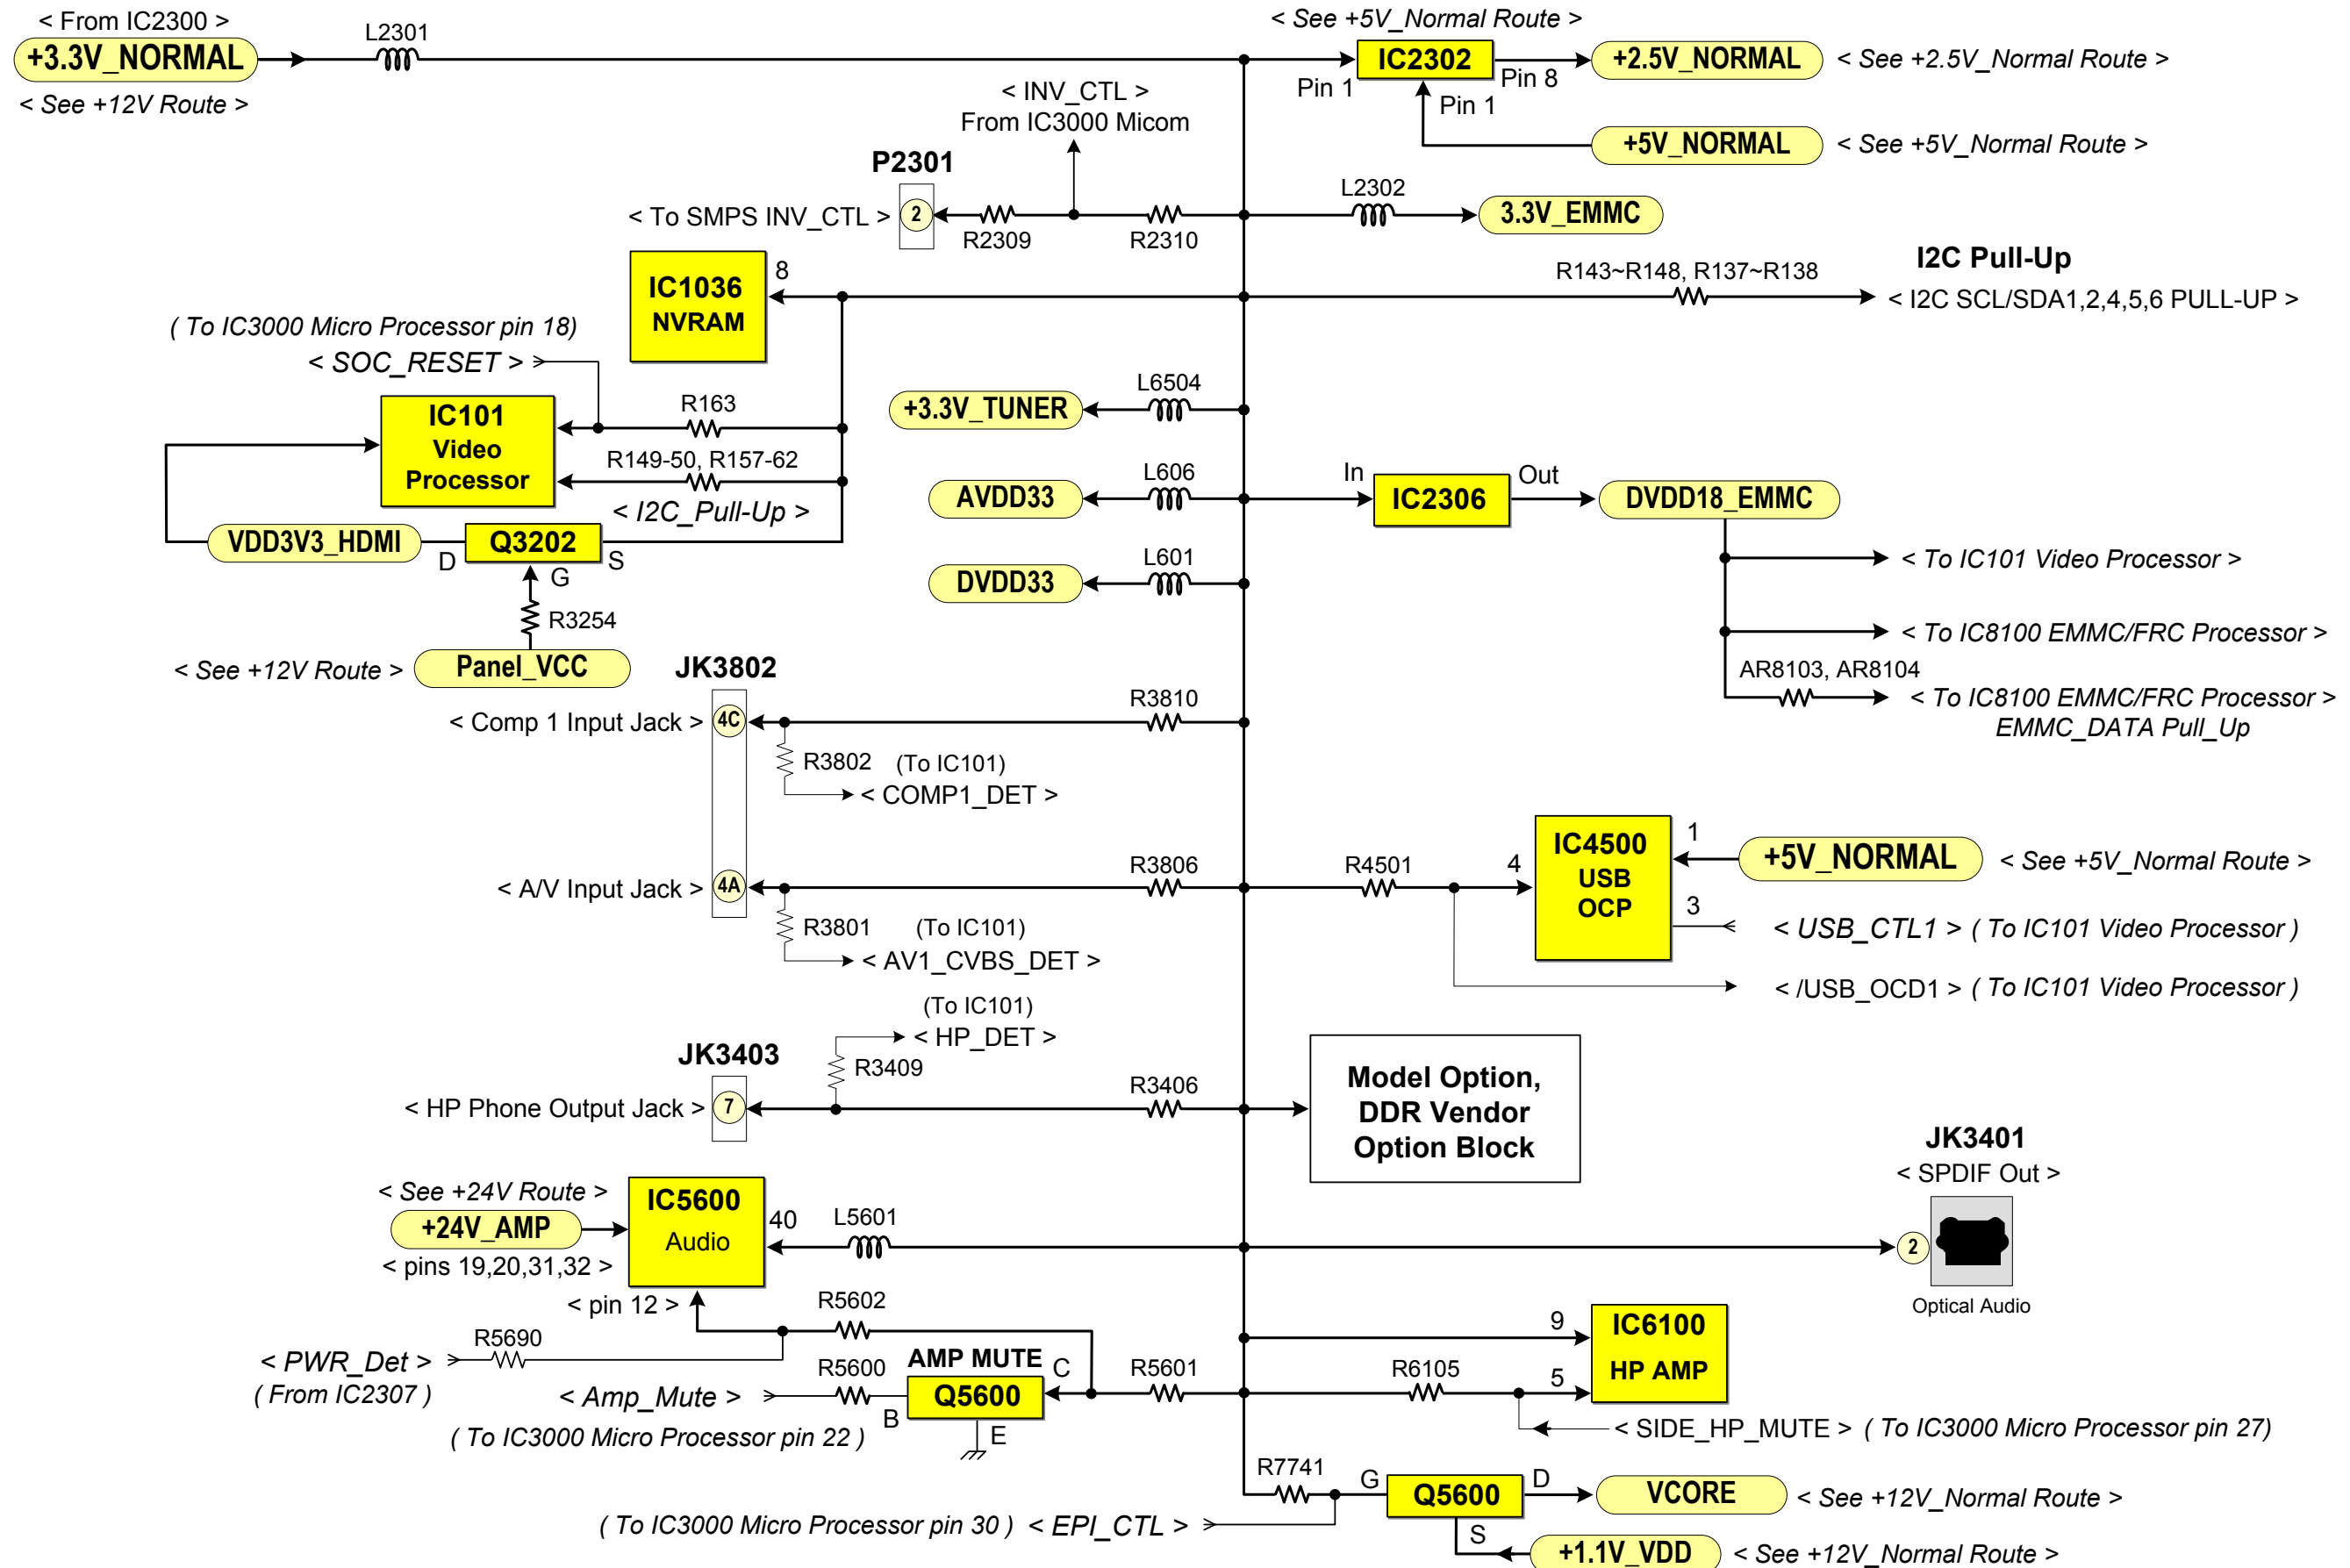 < From IC2300 >
+3.3V_NORMAL
< See +12V Route >
L2301
< See +5V_Normal Route >
IC2302
Pin 1
Pin 8
Pin 1
+2.5V_NORMAL
< See +2.5V_Normal Route >
+5V_NORMAL
< See +5V_Normal Route >
< INV_CTL >
From IC3000 Micom
P2301
< To SMPS INV_CTL >
2
R2309
R2310
L2302
3.3V_EMMC
IC1036
NVRAM
8
R143~R148, R137~R138
I2C Pull-Up
< I2C SCL/SDA1,2,4,5,6 PULL-UP >
( To IC3000 Micro Processor pin 18)
< SOC_RESET >
IC101
Video
Processor
R163
R149-50, R157-62
< I2C_Pull-Up >
VDD3V3_HDMI
D
Q3202
S
G
R3254
< See +12V Route >
Panel_VCC
+3.3V_TUNER
L6504
AVDD33
L606
DVDD33
L601
In
IC2306
Out
DVDD18_EMMC
< To IC101 Video Processor >
< To IC8100 EMMC/FRC Processor >
AR8103, AR8104
< To IC8100 EMMC/FRC Processor >
EMMC_DATA Pull_Up
JK3802
< Comp 1 Input Jack >
4C
R3810
R3802
(To IC101)
< COMP1_DET >
< A/V Input Jack >
4A
R3806
R3801
(To IC101)
< AV1_CVBS_DET >
R4501
4
IC4500
USB
OCP
1
+5V_NORMAL
< See +5V_Normal Route >
3
< USB_CTL1 > ( To IC101 Video Processor )
< /USB_OCD1 > ( To IC101 Video Processor )
(To IC101)
< HP_DET >
JK3403
R3409
< HP Phone Output Jack >
7
R3406
Model Option,
DDR Vendor
Option Block
JK3401
< SPDIF Out >
2
Optical Audio
< See +24V Route >
+24V_AMP
< pins 19,20,31,32 >
IC5600
Audio
40
L5601
< pin 12 >
R5602
R5690
< PWR_Det >
( From IC2307 )
R5600
AMP MUTE
C
Q5600
B
E
< Amp_Mute >
( To IC3000 Micro Processor pin 22 )
R5601
9
IC6100
HP AMP
R6105
5
< SIDE_HP_MUTE > ( To IC3000 Micro Processor pin 27)
R7741
G
Q5600
D
VCORE
< See +12V_Normal Route >
( To IC3000 Micro Processor pin 30 ) < EPI_CTL >
S
+1.1V_VDD
< See +12V_Normal Route >